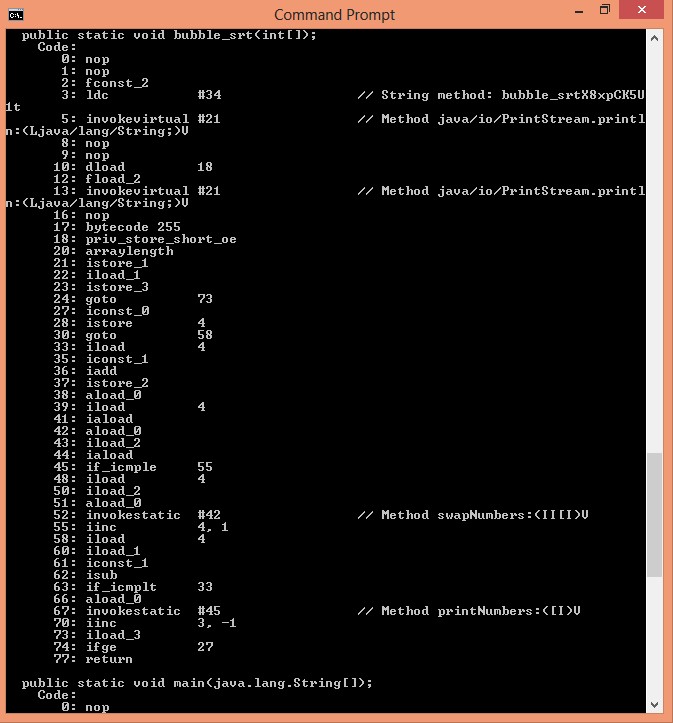 Command Prompt
public static void bubble_srt(int[]);
Code:
0: nop
1: nop
2: fconst_2
3: ldc #34 // String method: bubble_srtX8xpCK5U
1t
5: invokevirtual #21 // Method java/io/PrintStream.printl
n:(Ljava/lang/String;)V
8: nop
9: nop
10: dload 18
12: fload_2
13: invokevirtual #21 // Method java/io/PrintStream.printl
n:(Ljava/lang/String;)V
16: nop
17: bytecode 255
18: priv_store_short_oe
20: arraylength
21: istore_1
22: iload_1
23: istore_3
24: goto 73
27: iconst_0
28: istore 4
30: goto 58
33: iload 4
35: iconst_1
36: iadd
37: istore_2
38: aload_0
39: iload 4
41: iaload
42: aload_0
43: iload_2
44: iaload
45: if_icmple 55
48: iload 4
50: iload_2
51: aload_0
52: invokestatic #42 // Method swapNumbers:(II[I)V
55: iinc 4, 1
58: iload 4
60: iload_1
61: iconst_1
62: isub
63: if_icmplt 33
66: aload_0
67: invokestatic #45 // Method printNumbers:([I)V
70: iinc 3, -1
73: iload_3
74: ifge 27
77: return
public static void main(java.lang.String[]);
Code:
0: nop